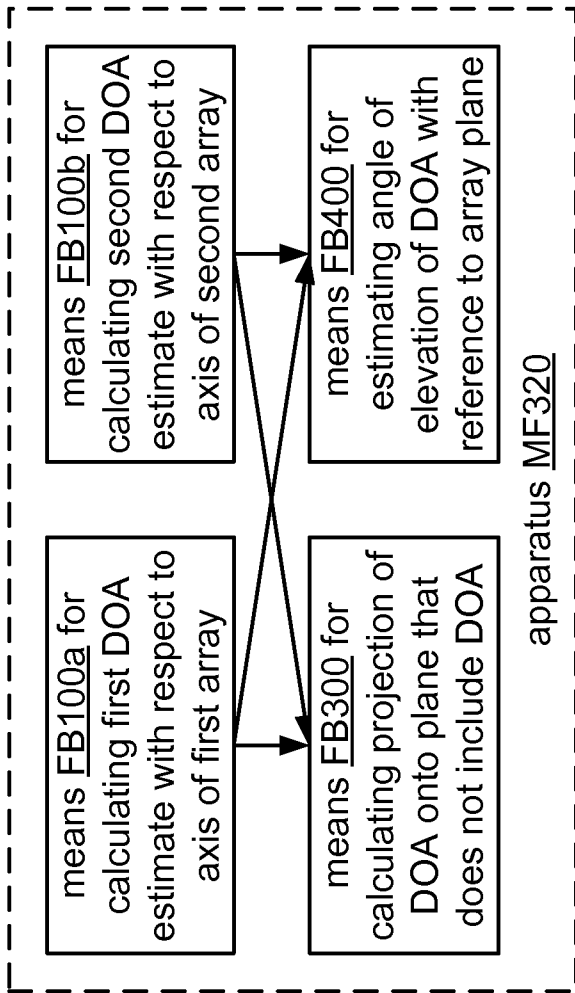 means FB100a for
calculating first DOA
estimate with respect to
axis of first array
means FB100b for
calculating second DOA
estimate with respect to
axis of second array
means FB300 for
calculating projection of
DOA onto plane that
does not include DOA
means FB400 for
estimating angle of
elevation of DOA with
reference to array plane
apparatus MF320